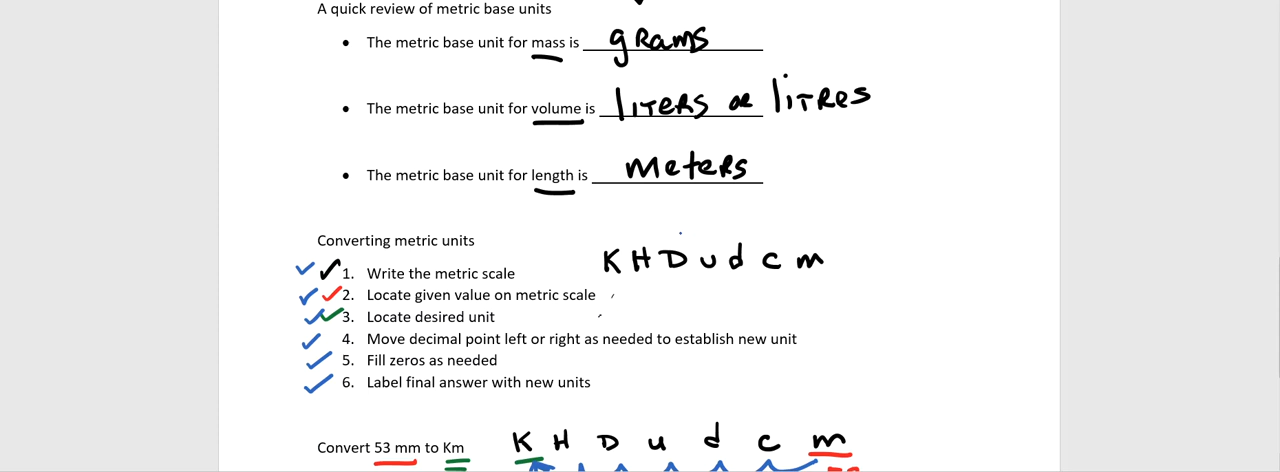 A quick review of metric base units
• The metric base unit for mass is grams
• The metric base unit for volume is liters or litres
• The metric base unit for length is meters
Converting metric units
K H D u d c m
1. Write the metric scale
2. Locate given value on metric scale
3. Locate desired unit
4. Move decimal point left or right as needed to establish new unit
5. Fill zeros as needed
6. Label final answer with new units
Convert 53 mm to Km K H D u d c m